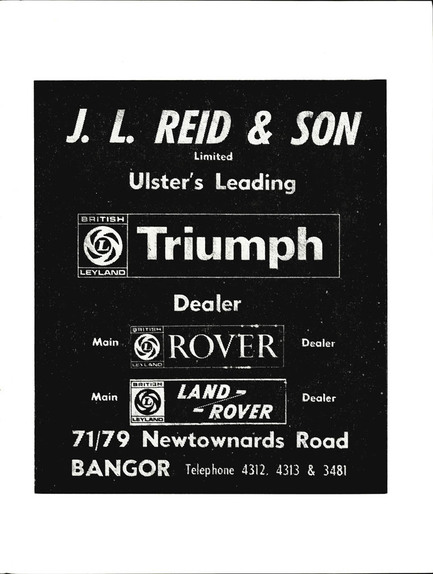 J. L. REID & SON
Limited
Ulster's Leading
BRITISH
L
LEYLAND
Triumph
Dealer
Main
BRITISH
L
LEYLAND
ROVER
Dealer
Main
BRITISH
L
LEYLAND
LAND-
-ROVER
Dealer
71/79 Newtownards Road
BANGOR Telephone 4312, 4313 & 3481